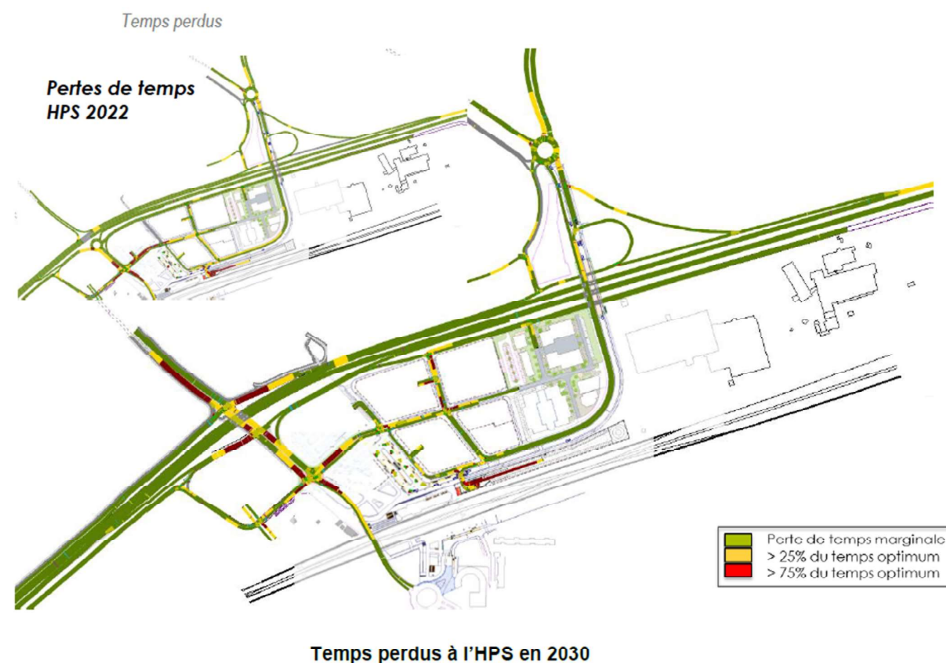 Temps perdus
Pertes de temps
HPS 2022
Perte de temps marginale
> 25% du temps optimum
> 75% du temps optimum
Temps perdus à l'HPS en 2030